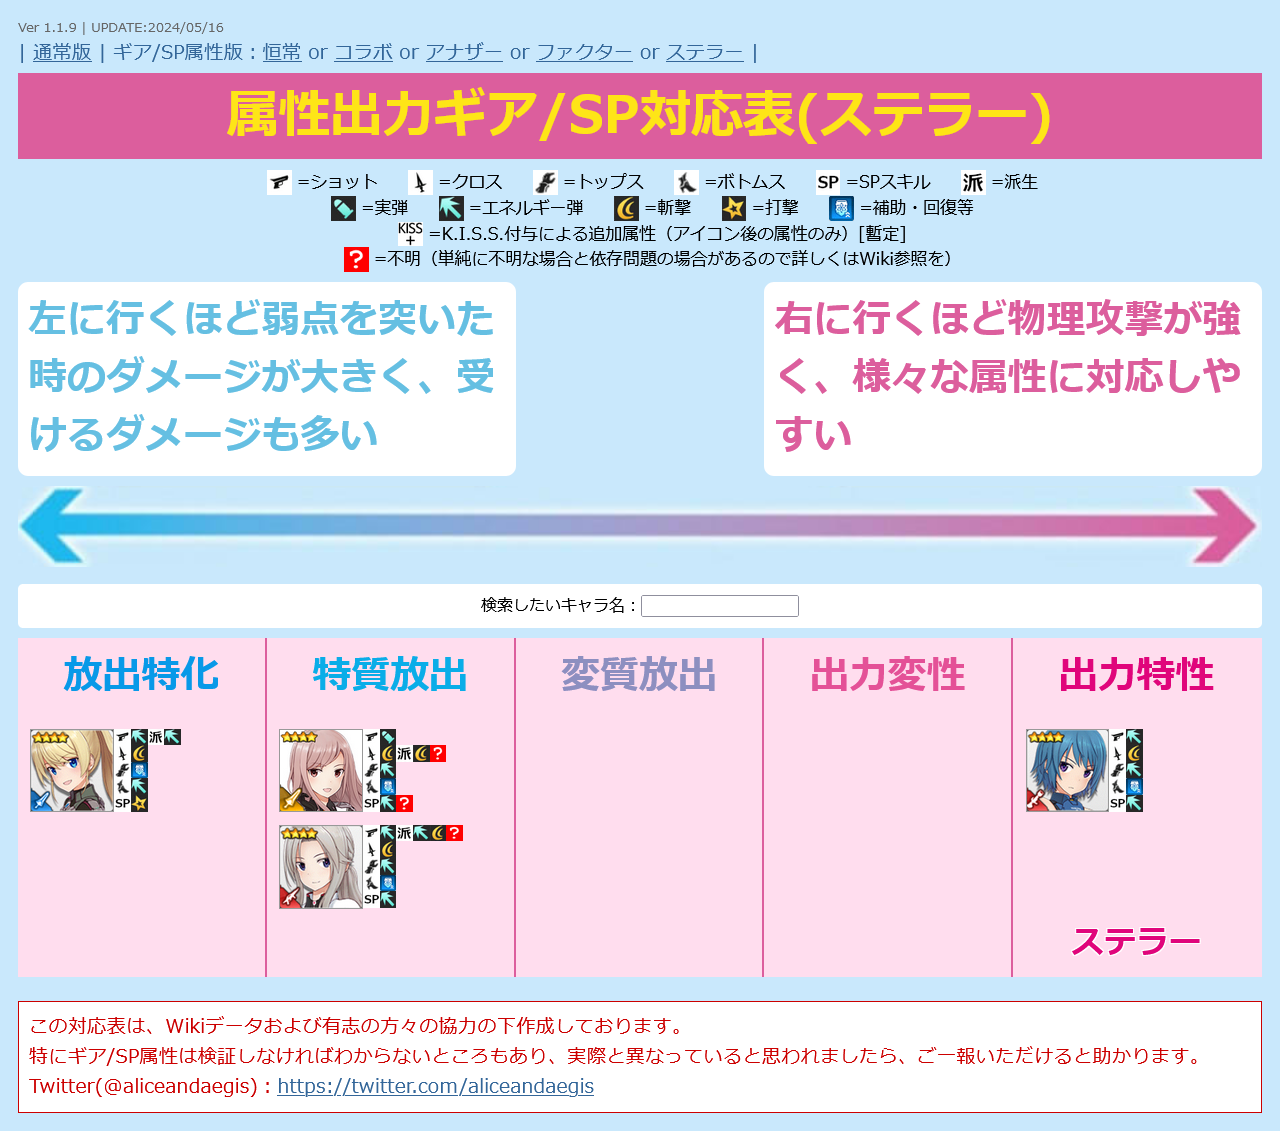 Ver 1.1.9 | UPDATE:2024/05/16
| 通常版 | ギア/SP属性版：恒常 or コラボ or アナザー or ファクター or ステラー |
属性出力ギア/SP対応表(ステラー)
=ショット =クロス =トップス =ボトムス SP =SPスキル 派 =派生
=実弾 =エネルギー弾 =斬撃 =打撃 =補助・回復等
KISS+ =K.I.S.S.付与による追加属性（アイコン後の属性のみ）[暫定]
? =不明（単純に不明な場合と依存問題の場合があるので詳しくはWiki参照を）
左に行くほど弱点を突いた
時のダメージが大きく、受
けるダメージも多い
右に行くほど物理攻撃が強
く、様々な属性に対応しや
すい
検索したいキャラ名：
放出特化 特質放出 変質放出 出力変性 出力特性
派
SP
派 ?
SP ?
派 ?
SP
SP
ステラー
この対応表は、Wikiデータおよび有志の方々の協力の下作成しております。
特にギア/SP属性は検証しなければわからないところもあり、実際と異なっていると思われましたら、ご一報いただけると助かります。
Twitter(@aliceandaegis)：https://twitter.com/aliceandaegis